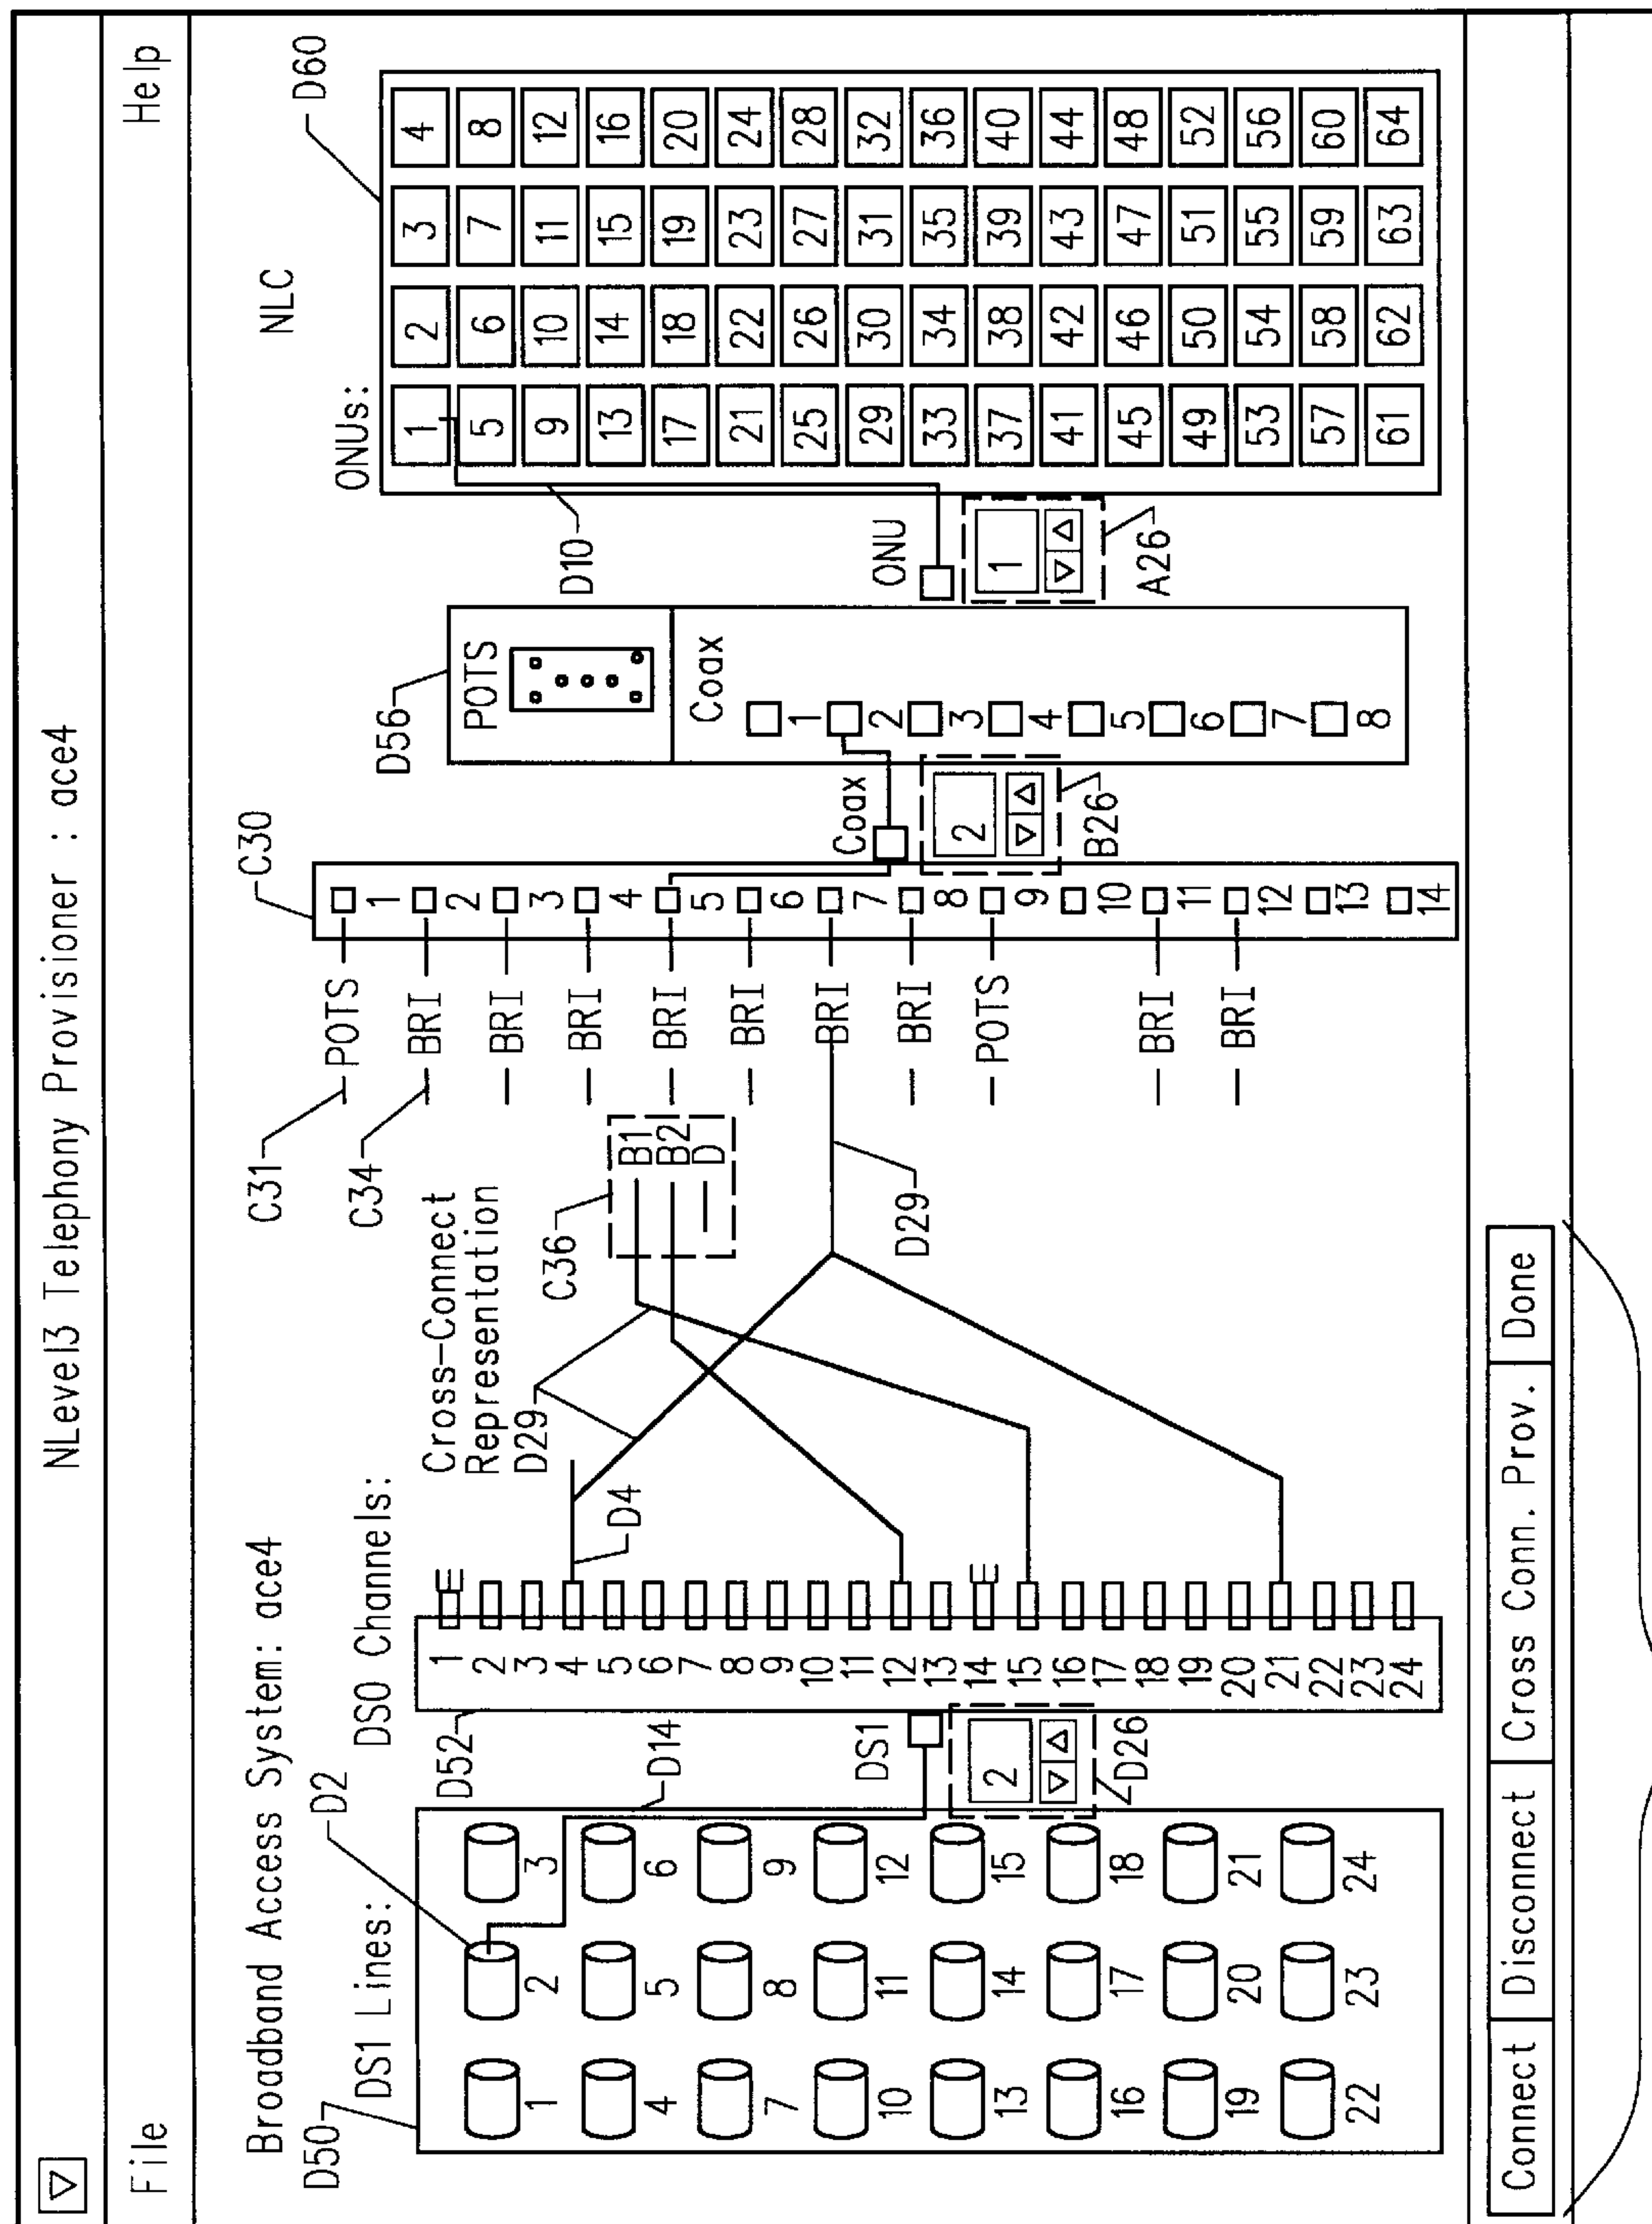 NLevel3 Telephony Provisioner : ace4
File
Help
Broadband Access System: ace4
NLC
D50
DS1 Lines:
D2
1 2 3
4 5 6
7 8 9
10 11 12
13 14 15
16 17 18
19 20 21
22 23 24
D14
DS1
2
D26
D52
DS0 Channels:
1 E
2
3
4
5
6
7
8
9
10
11
12
13
14 E
15
16
17
18
19
20
21
22
23
24
D4
Cross-Connect
Representation
D29
C36
B1
B2
D
D29
C31
C34
C30
POTS 1
BRI 2
BRI 3
BRI 4
BRI 5
BRI 6
BRI 7
BRI 8
POTS 9
10
BRI 11
BRI 12
13
14
Coax
2
B26
D56
POTS
Coax
1
2
3
4
5
6
7
8
D10
ONU
1
A26
ONUs:
D60
1 2 3 4
5 6 7 8
9 10 11 12
13 14 15 16
17 18 19 20
21 22 23 24
25 26 27 28
29 30 31 32
33 34 35 36
37 38 39 40
41 42 43 44
45 46 47 48
49 50 51 52
53 54 55 56
57 58 59 60
61 62 63 64
Connect Disconnect Cross Conn. Prov. Done